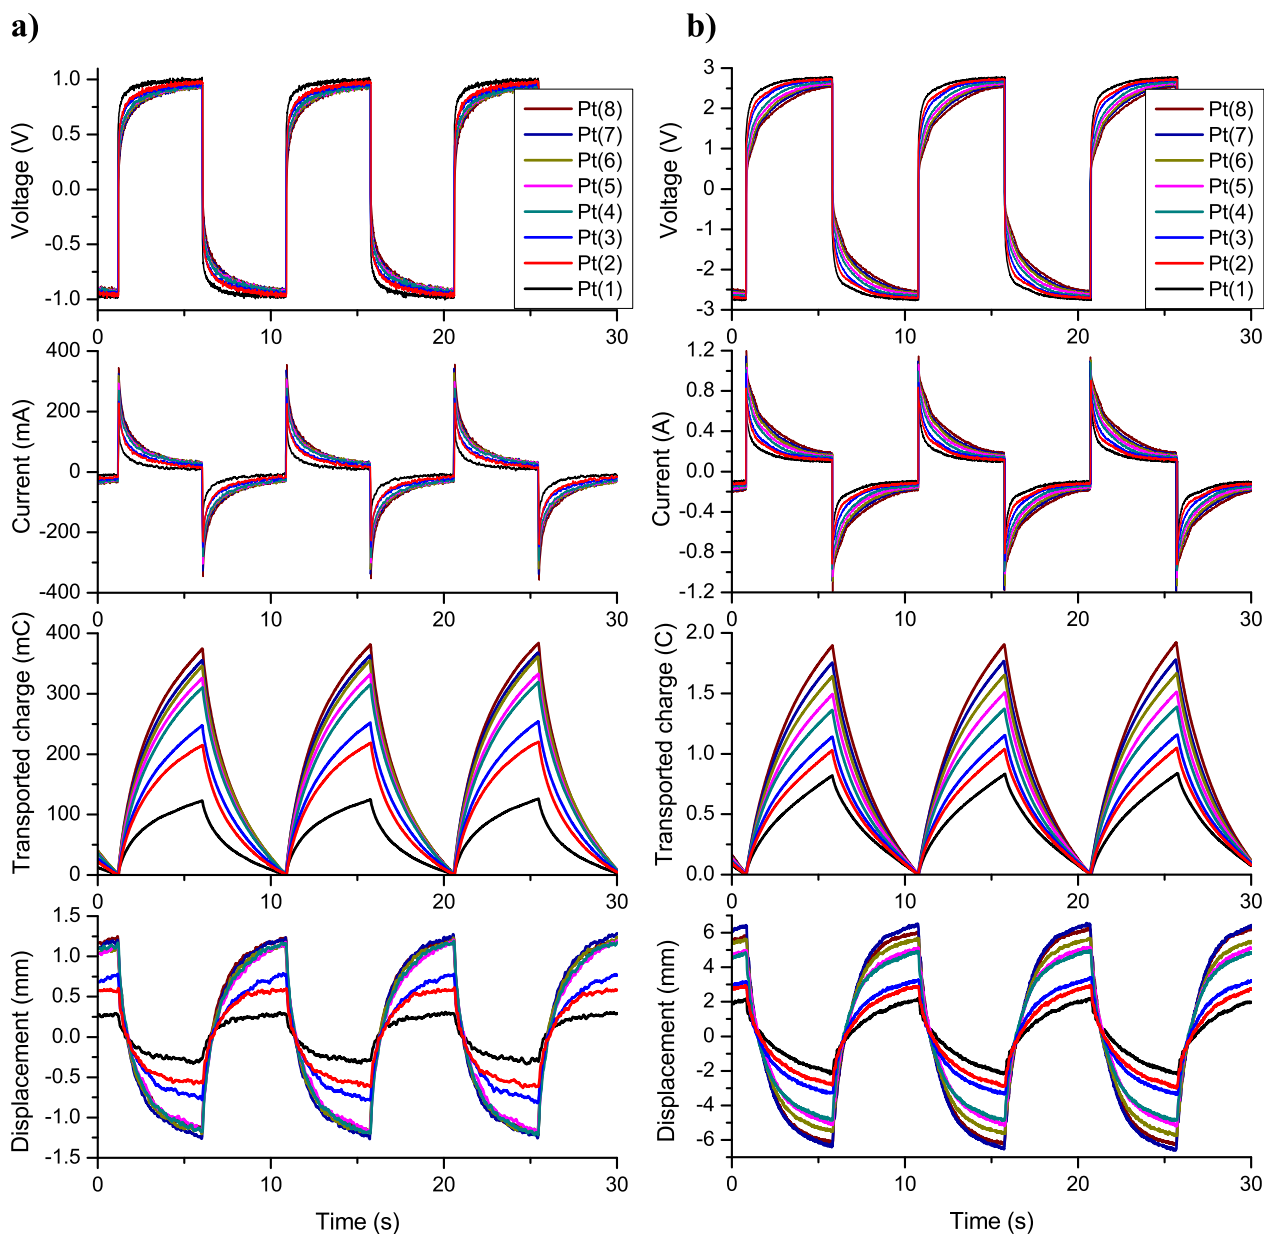 a)
b)
Voltage (V)
1.0
0.5
0.0
-0.5
-1.0
0
10
20
30
Pt(8)
Pt(7)
Pt(6)
Pt(5)
Pt(4)
Pt(3)
Pt(2)
Pt(1)
Voltage (V)
3
2
1
0
-1
-2
-3
0
10
20
30
Pt(8)
Pt(7)
Pt(6)
Pt(5)
Pt(4)
Pt(3)
Pt(2)
Pt(1)
Current (mA)
400
200
0
-200
-400
0
10
20
30
Current (A)
1.2
0.8
0.4
0.0
-0.4
-0.8
-1.2
0
10
20
30
Transported charge (mC)
400
300
200
100
0
0
10
20
30
Transported charge (C)
2.0
1.5
1.0
0.5
0.0
0
10
20
30
Displacement (mm)
1.5
1.0
0.5
0.0
-0.5
-1.0
-1.5
0
10
20
30
Time (s)
Displacement (mm)
6
4
2
0
-2
-4
-6
0
10
20
30
Time (s)